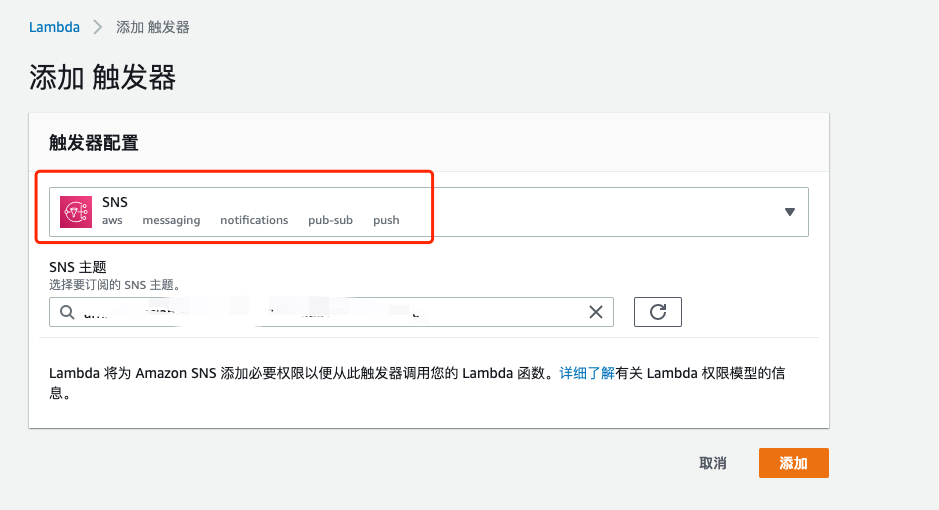 Lambda 添加 触发器
添加 触发器
触发器配置
SNS
aws messaging notifications pub-sub push
SNS 主题
选择要订阅的 SNS 主题。
Lambda 将为 Amazon SNS 添加必要权限以便从此触发器调用您的 Lambda 函数。详细了解有关 Lambda 权限模型的信
息。
取消 添加